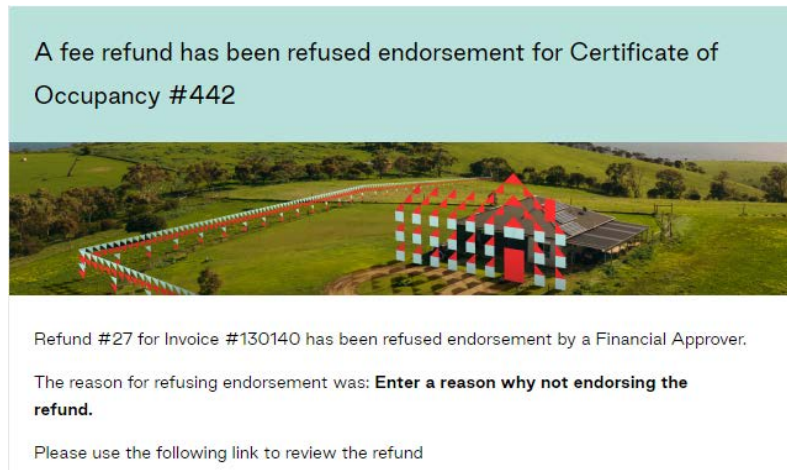 A fee refund has been refused endorsement for Certificate of
Occupancy #442
Refund #27 for Invoice #130140 has been refused endorsement by a Financial Approver.
The reason for refusing endorsement was: Enter a reason why not endorsing the
refund.
Please use the following link to review the refund